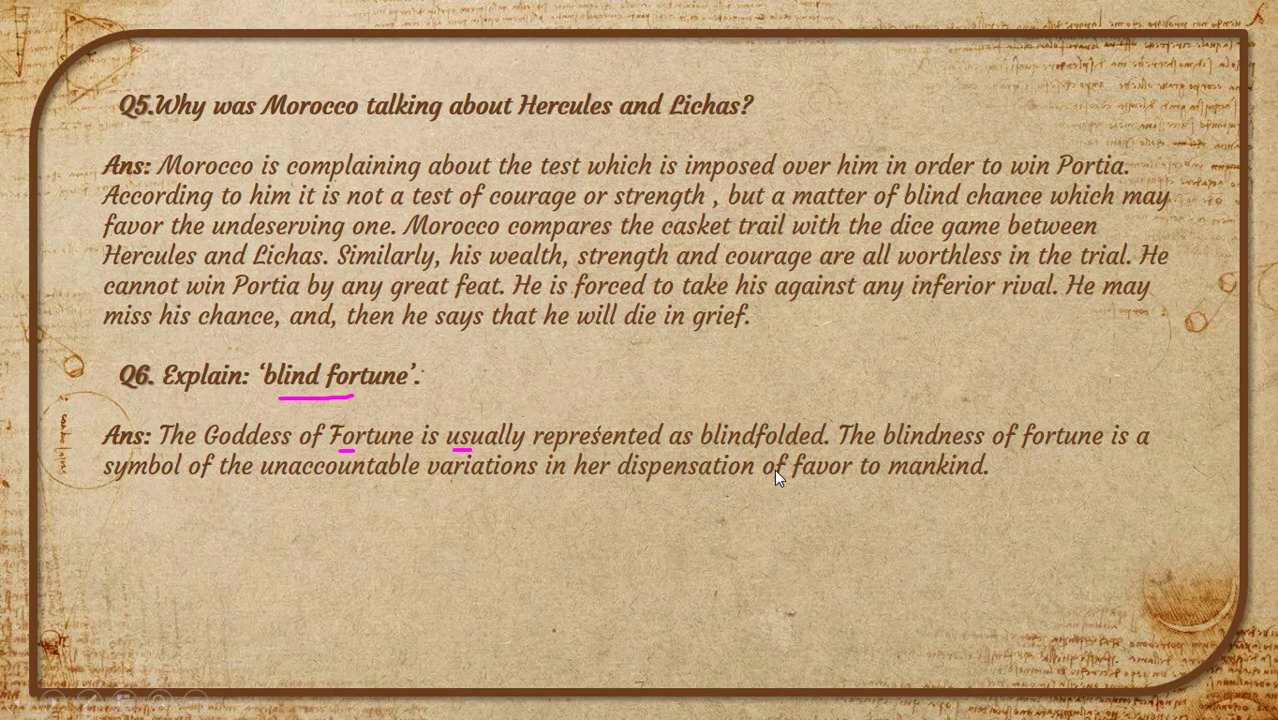 Q5.Why was Morocco talking about Hercules and Lichas?
Ans: Morocco is complaining about the test which is imposed over him in order to win Portia.
According to him it is not a test of courage or strength , but a matter of blind chance which may
favor the undeserving one. Morocco compares the casket trail with the dice game between
Hercules and Lichas. Similarly, his wealth, strength and courage are all worthless in the trial. He
cannot win Portia by any great feat. He is forced to take his against any inferior rival. He may
miss his chance, and, then he says that he will die in grief.
Q6. Explain: ‘blind fortune’.
Ans: The Goddess of Fortune is usually represented as blindfolded. The blindness of fortune is a
symbol of the unaccountable variations in her dispensation of favor to mankind.